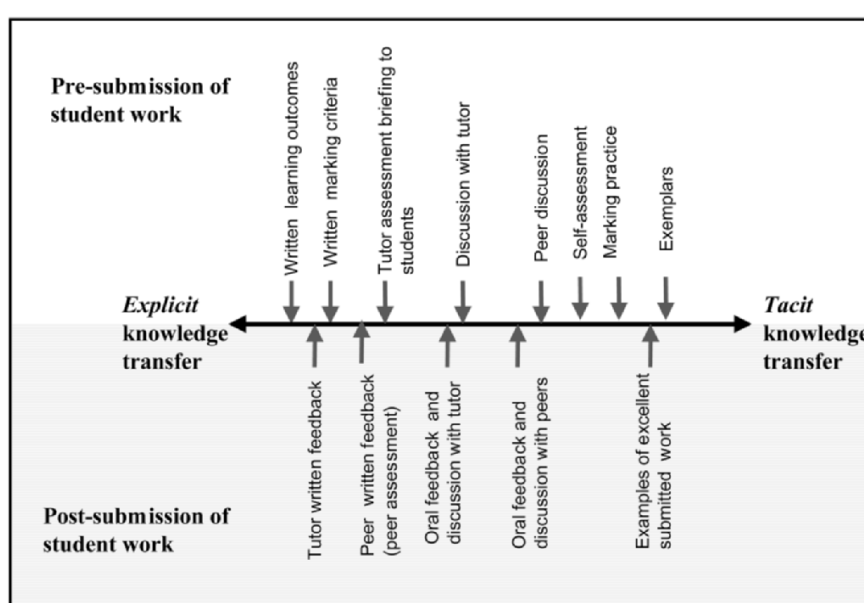 Pre-submission of
student work
Written learning outcomes
Written marking criteria
Tutor assessment briefing to
students
Discussion with tutor
Peer discussion
Self-assessment
Marking practice
Exemplars
Explicit
knowledge
transfer
Tacit
knowledge
transfer
Tutor written feedback
Peer written feedback
(peer assessment)
Oral feedback and
discussion with tutor
Oral feedback and
discussion with peers
Examples of excellent
submitted work
Post-submission of
student work